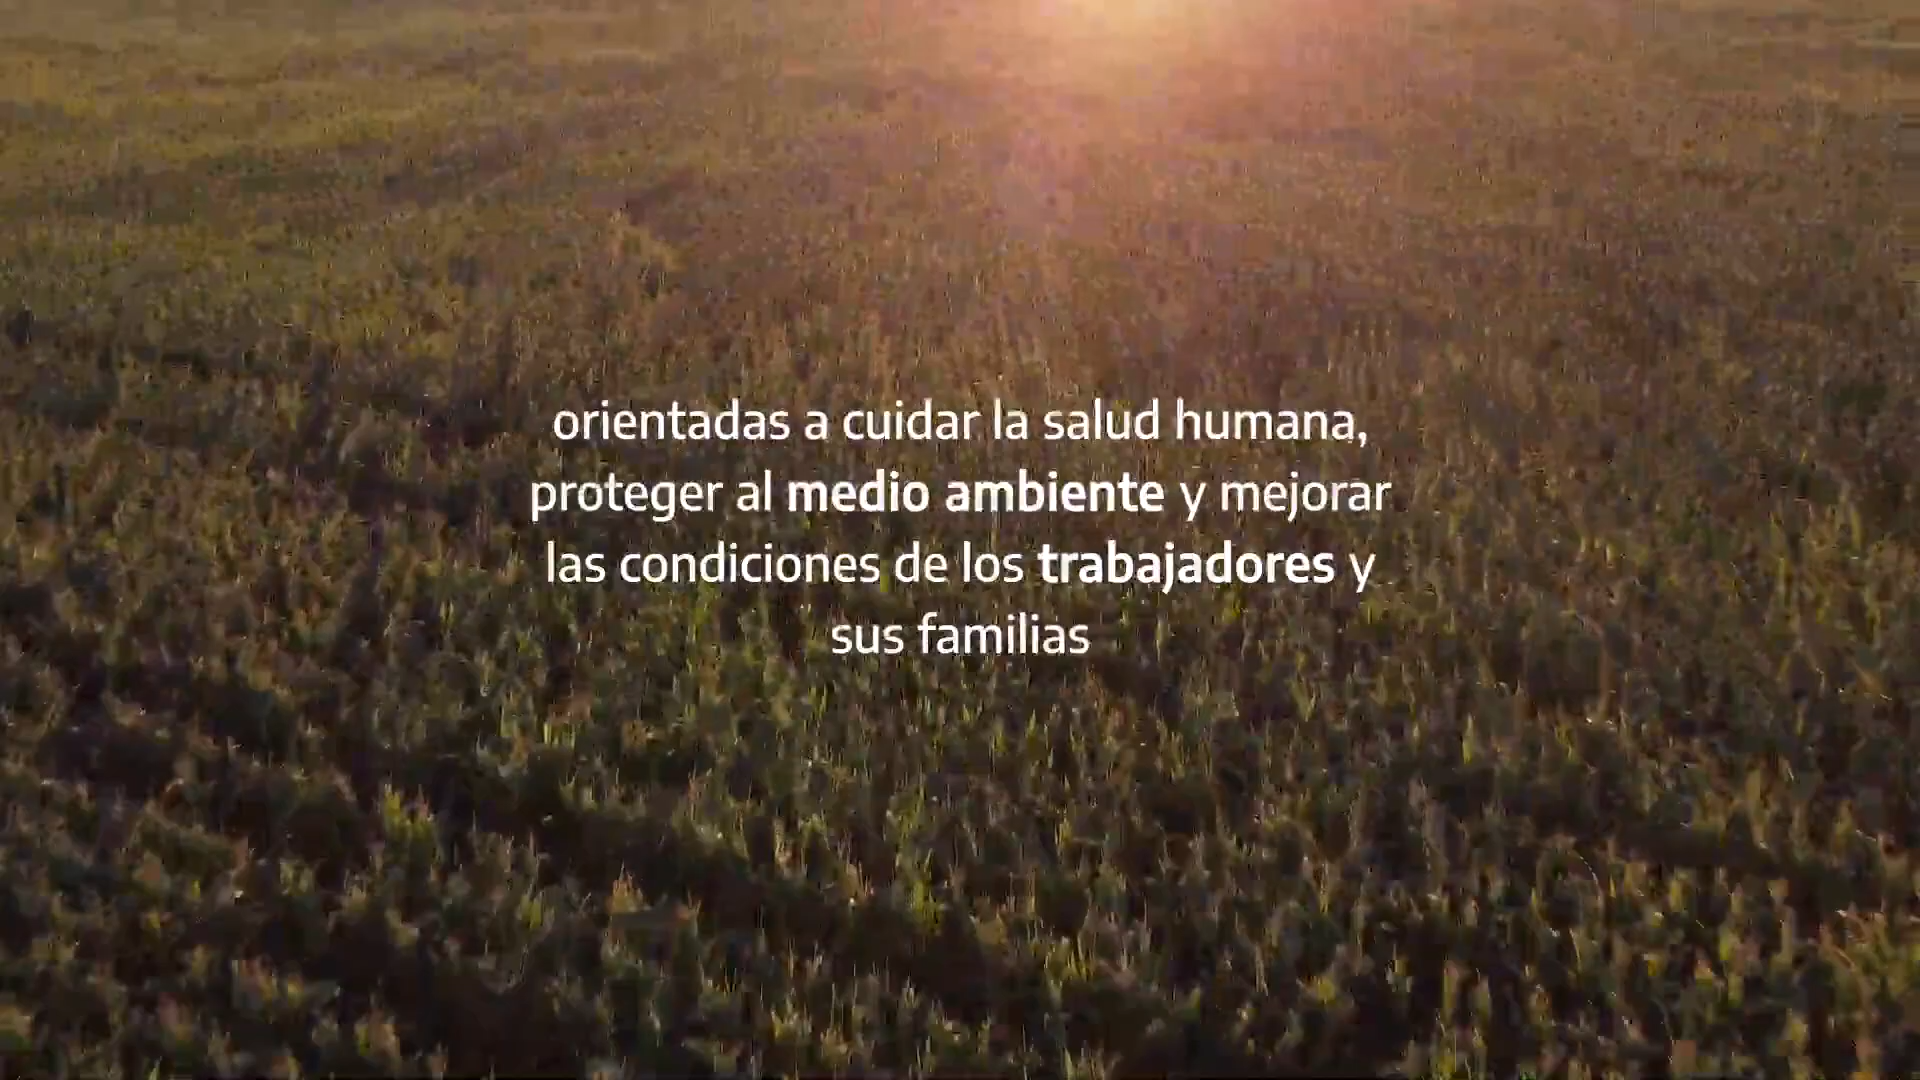 orientadas a cuidar la salud humana,
proteger al medio ambiente y mejorar
las condiciones de los trabajadores y
sus familias